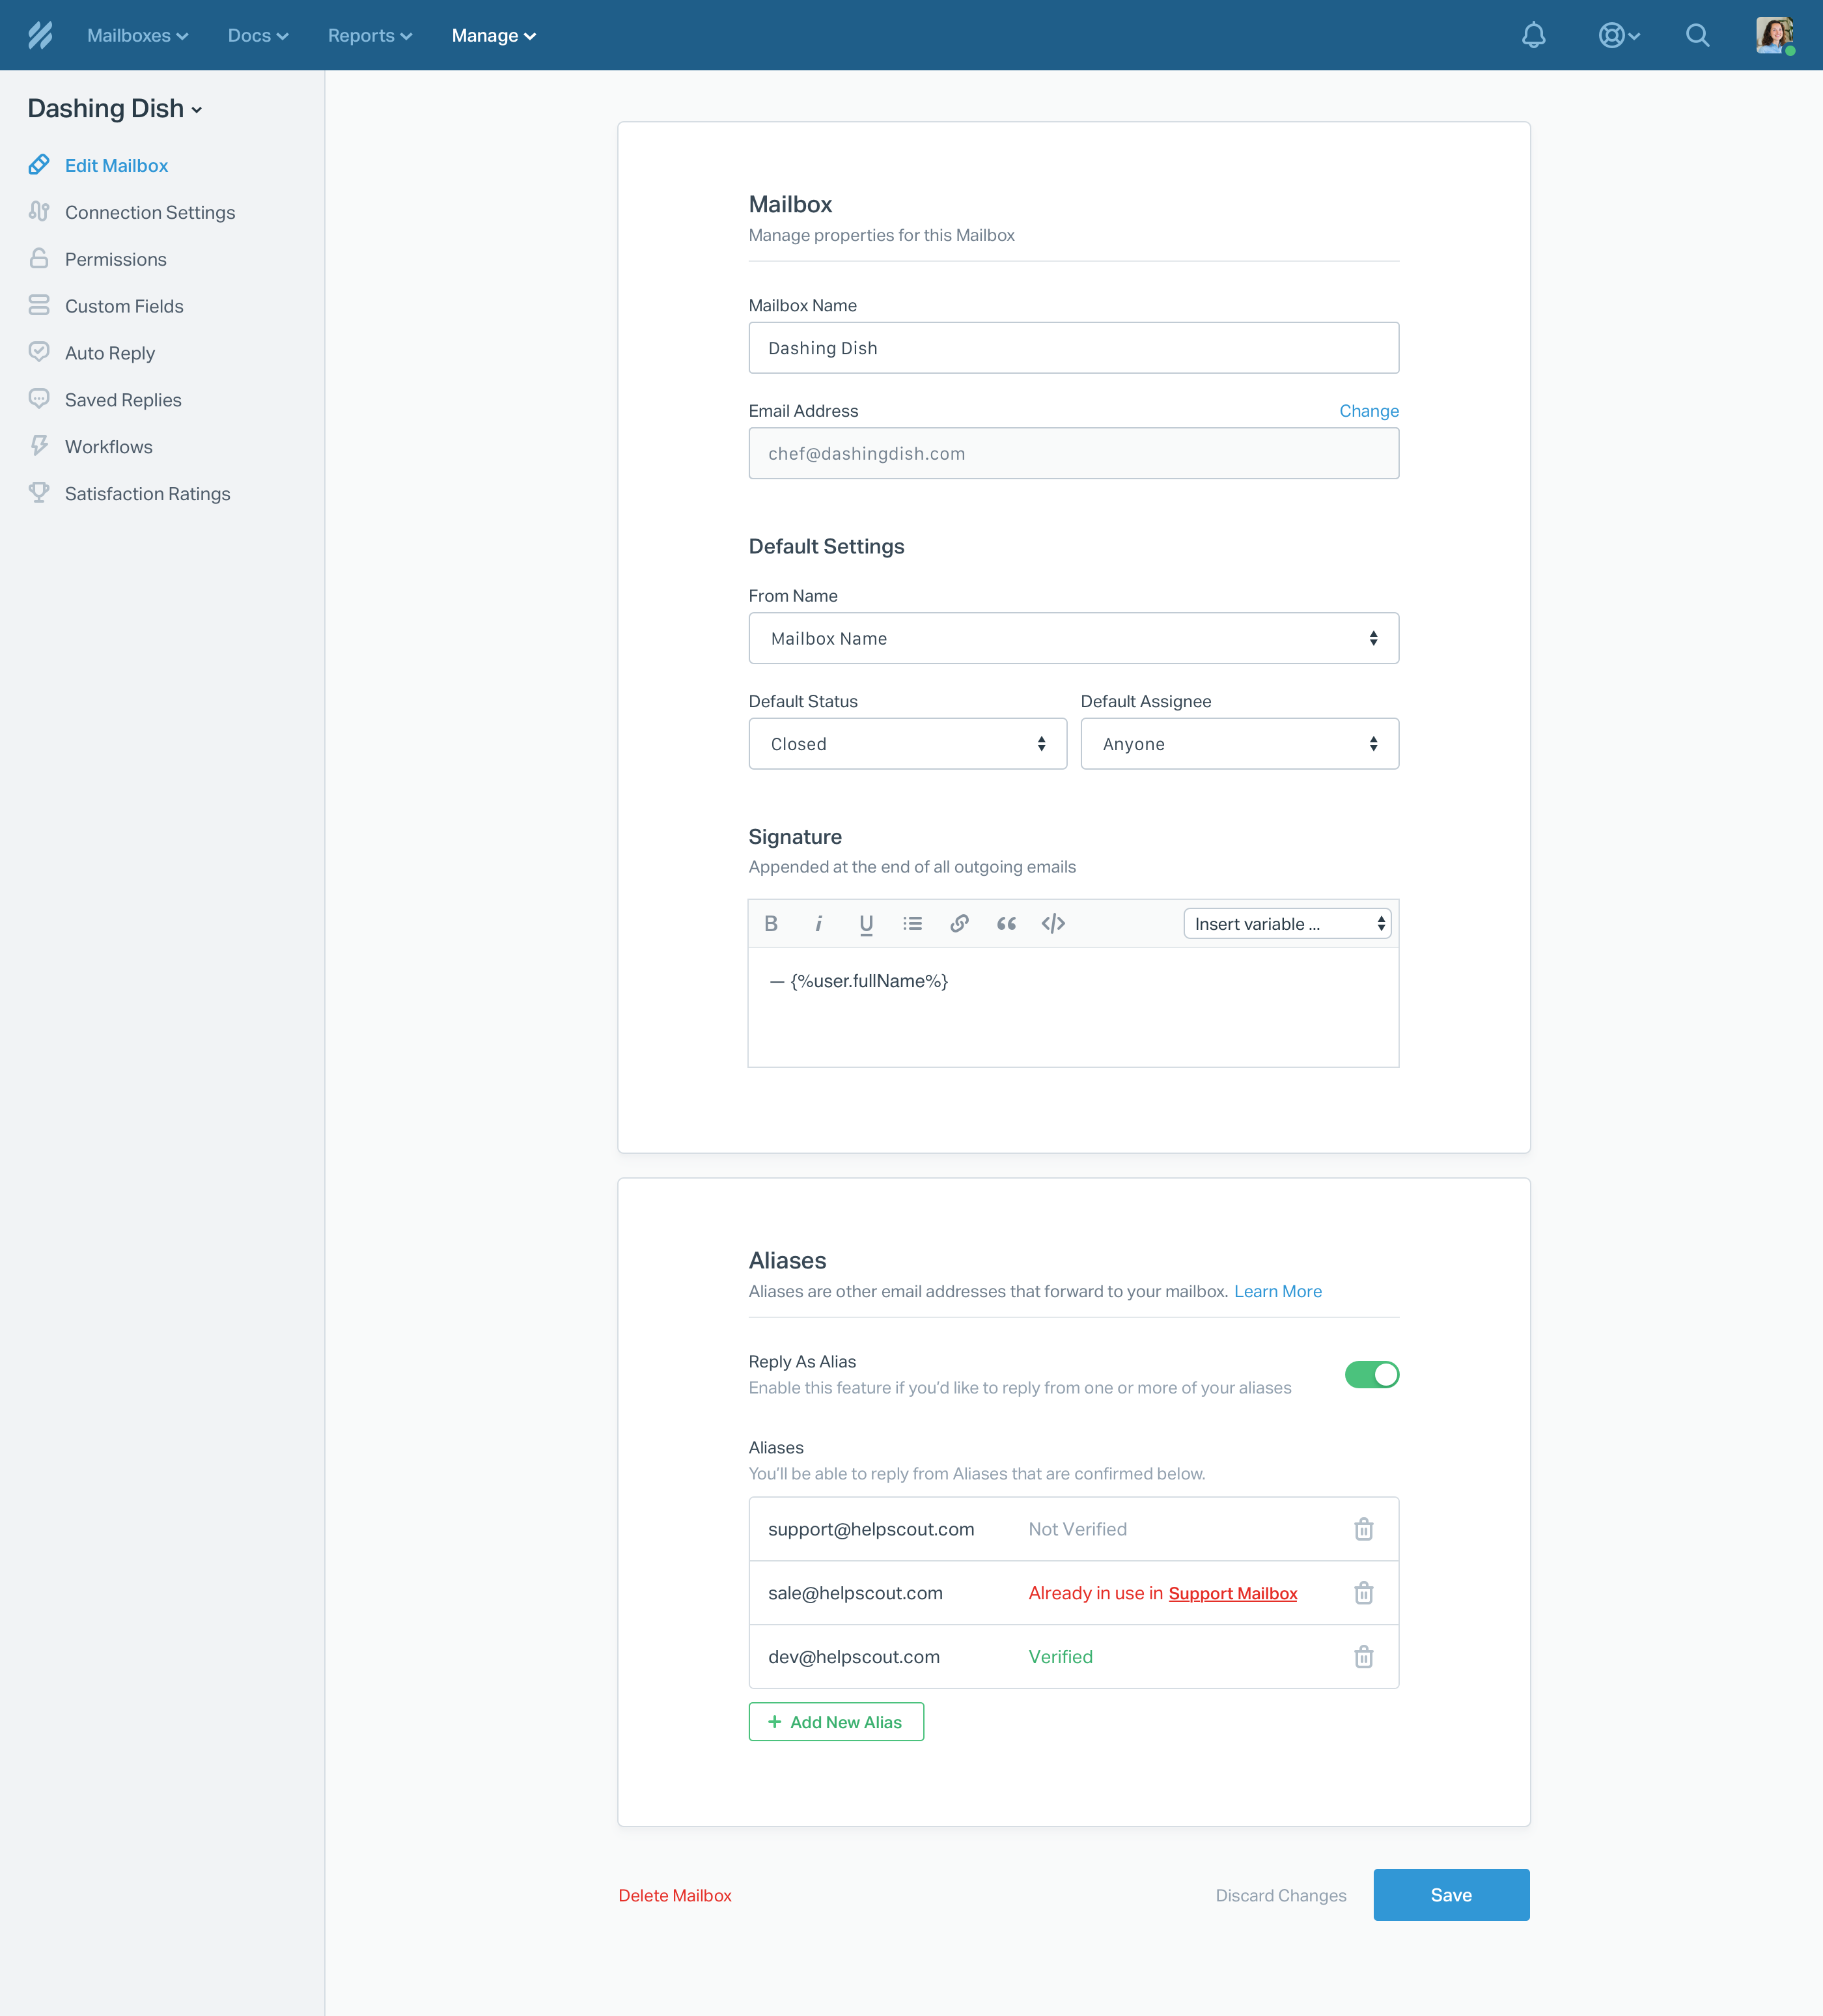 Mailboxes Docs Reports Manage
Dashing Dish
Edit Mailbox
Connection Settings
Permissions
Custom Fields
Auto Reply
Saved Replies
Workflows
Satisfaction Ratings
Mailbox
Manage properties for this Mailbox
Mailbox Name
Dashing Dish
Email Address Change
chef@dashingdish.com
Default Settings
From Name
Mailbox Name
Default Status Default Assignee
Closed Anyone
Signature
Appended at the end of all outgoing emails
B i U Insert variable ...
— {%user.fullName%}
Aliases
Aliases are other email addresses that forward to your mailbox. Learn More
Reply As Alias
Enable this feature if you’d like to reply from one or more of your aliases
Aliases
You’ll be able to reply from Aliases that are confirmed below.
support@helpscout.com Not Verified
sale@helpscout.com Already in use in Support Mailbox
dev@helpscout.com Verified
+ Add New Alias
Delete Mailbox Discard Changes Save